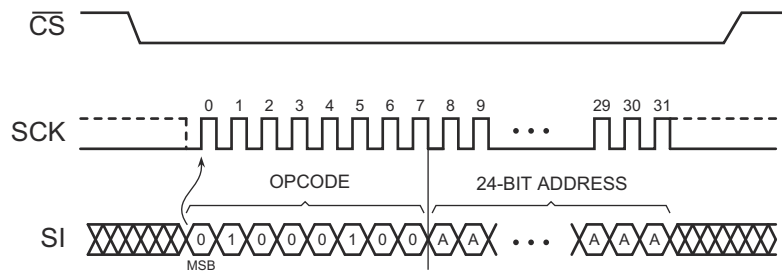 CS
0 1 2 3 4 5 6 7 8 9 29 30 31
SCK
OPCODE 24-BIT ADDRESS
SI 0 1 0 0 0 1 0 0 A A A A A
MSB